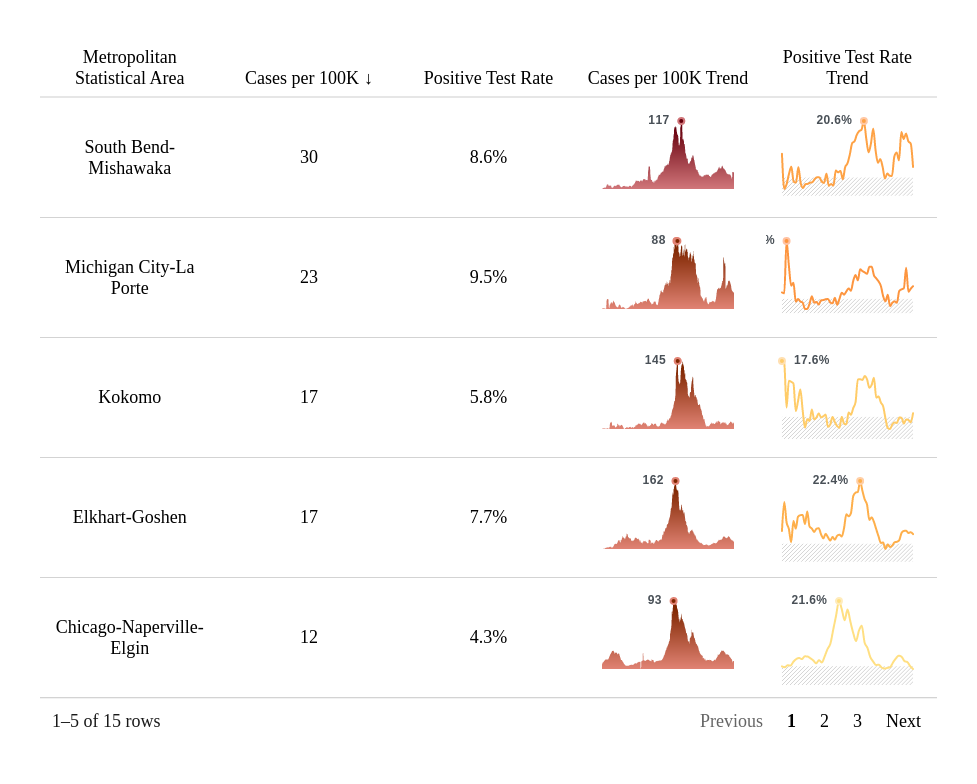 Metropolitan
Statistical Area
Cases per 100K ↓
Positive Test Rate
Cases per 100K Trend
Positive Test Rate
Trend
South Bend-
Mishawaka
30
8.6%
117
20.6%
Michigan City-La
Porte
23
9.5%
88
%
Kokomo
17
5.8%
145
17.6%
Elkhart-Goshen
17
7.7%
162
22.4%
Chicago-Naperville-
Elgin
12
4.3%
93
21.6%
1–5 of 15 rows
Previous 1 2 3 Next